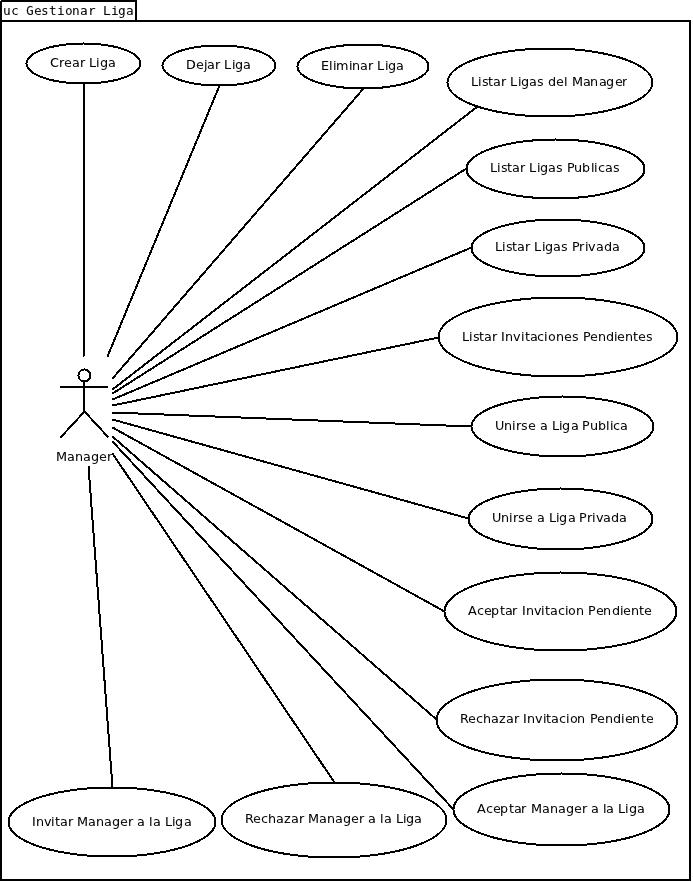 uc Gestionar Liga
Crear Liga
Dejar Liga
Eliminar Liga
Listar Ligas del Manager
Listar Ligas Publicas
Listar Ligas Privada
Listar Invitaciones Pendientes
Unirse a Liga Publica
Manager
Unirse a Liga Privada
Aceptar Invitacion Pendiente
Rechazar Invitacion Pendiente
Aceptar Manager a la Liga
Rechazar Manager a la Liga
Invitar Manager a la Liga